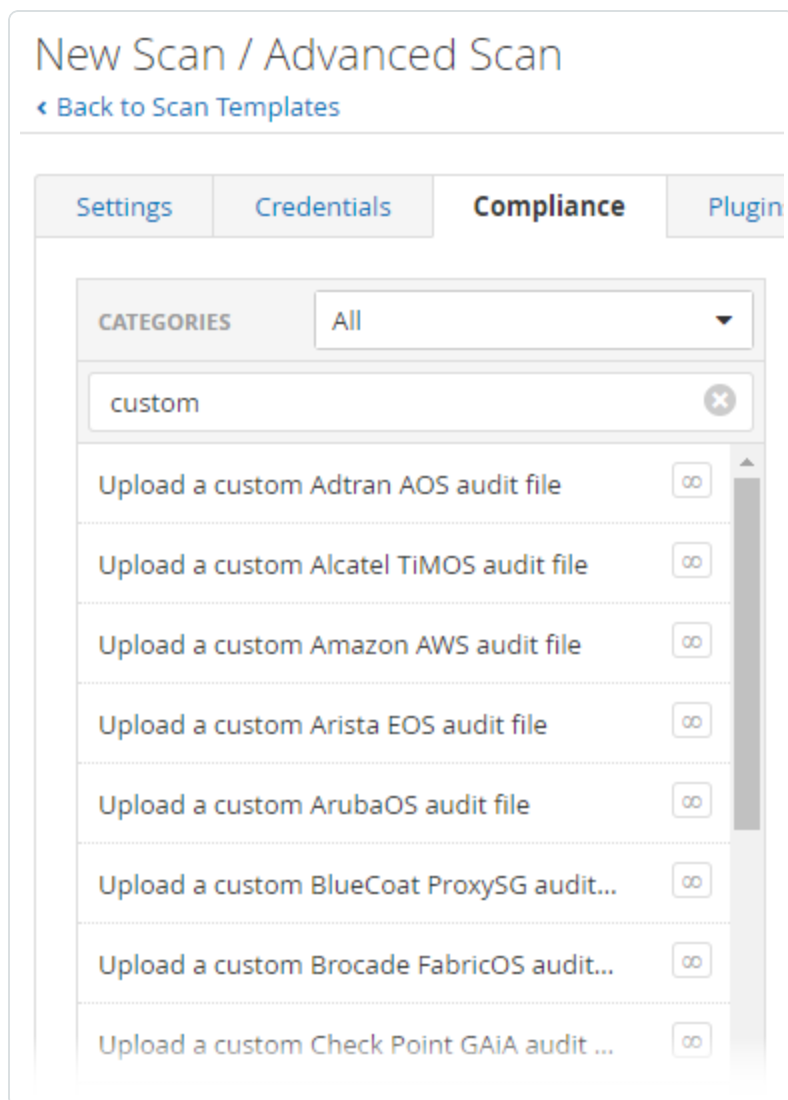 New Scan / Advanced Scan
‹ Back to Scan Templates
Settings Credentials Compliance Plugin
CATEGORIES All
custom
Upload a custom Adtran AOS audit file ∞
Upload a custom Alcatel TiMOS audit file ∞
Upload a custom Amazon AWS audit file ∞
Upload a custom Arista EOS audit file ∞
Upload a custom ArubaOS audit file ∞
Upload a custom BlueCoat ProxySG audit... ∞
Upload a custom Brocade FabricOS audit... ∞
Upload a custom Check Point GAiA audit ... ∞